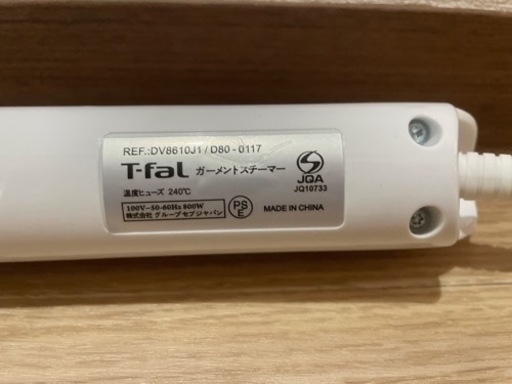 REF.:DV8610J1 / D80 - 0117
T-fal ガーメントスチーマー
温度ヒューズ 240℃
100V~50-60Hz 800W
株式会社 グループセブジャパン
PSE
S
JQA
JQ10733
MADE IN CHINA